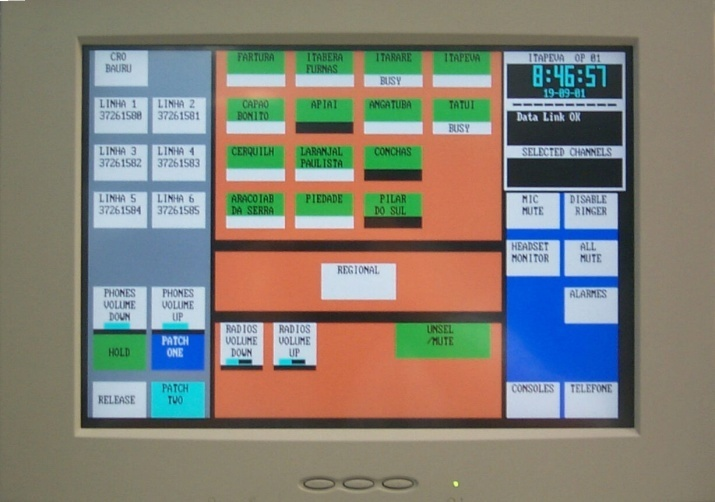 CRO
BAURU
LINHA 1
37261580
LINHA 2
37261581
LINHA 3
37261582
LINHA 4
37261583
LINHA 5
37261584
LINHA 6
37261585
PHONES
VOLUME
DOWN
PHONES
VOLUME
UP
HOLD
PATCH
ONE
RELEASE
PATCH
TWO
FARTURA
ITABERA
FURNAS
ITARARE
BUSY
ITAPEVA
CAPAO
BONITO
APIAI
ANGATUBA
TATUI
BUSY
CERQUILH
LARANJAL
PAULISTA
CONCHAS
ARACOIAB
DA SERRA
PIEDADE
PILAR
DO SUL
REGIONAL
RADIOS
VOLUME
DOWN
RADIOS
VOLUME
UP
UNSEL
/MUTE
ITAPEVA OP 01
8:46:57
19-09-01
Data Link OK
SELECTED CHANNELS
MIC
MUTE
DISABLE
RINGER
HEADSET
MONITOR
ALL
MUTE
ALARMES
CONSOLES
TELEFONE